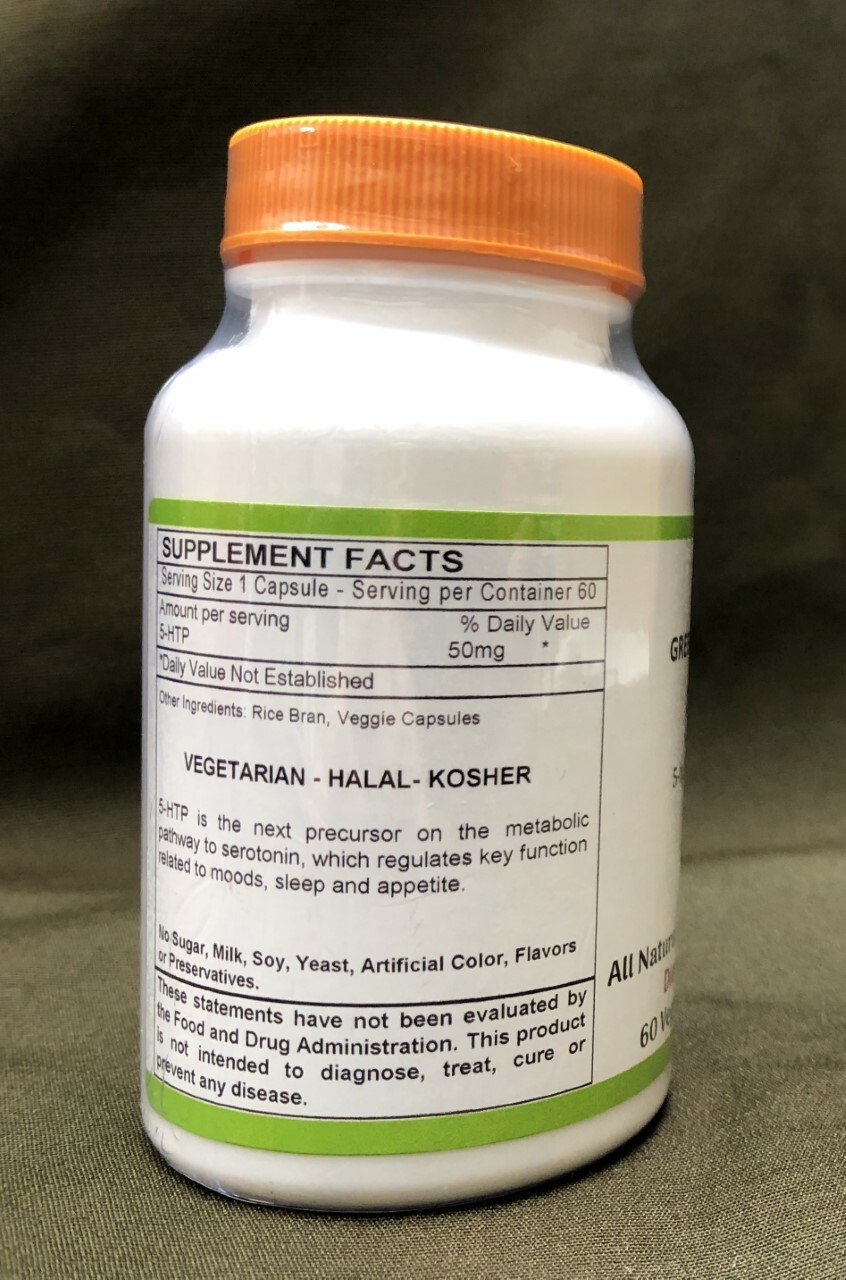 SUPPLEMENT FACTS
Serving Size 1 Capsule - Serving per Container 60
Amount per serving % Daily Value
5-HTP 50mg *
*Daily Value Not Established
Other Ingredients: Rice Bran, Veggie Capsules
VEGETARIAN - HALAL- KOSHER
5-HTP is the next precursor on the metabolic
pathway to serotonin, which regulates key function
related to moods, sleep and appetite.
No Sugar, Milk, Soy, Yeast, Artificial Color, Flavors
or Preservatives.
These statements have not been evaluated by
the Food and Drug Administration. This product
is not intended to diagnose, treat, cure or
prevent any disease.
All
60